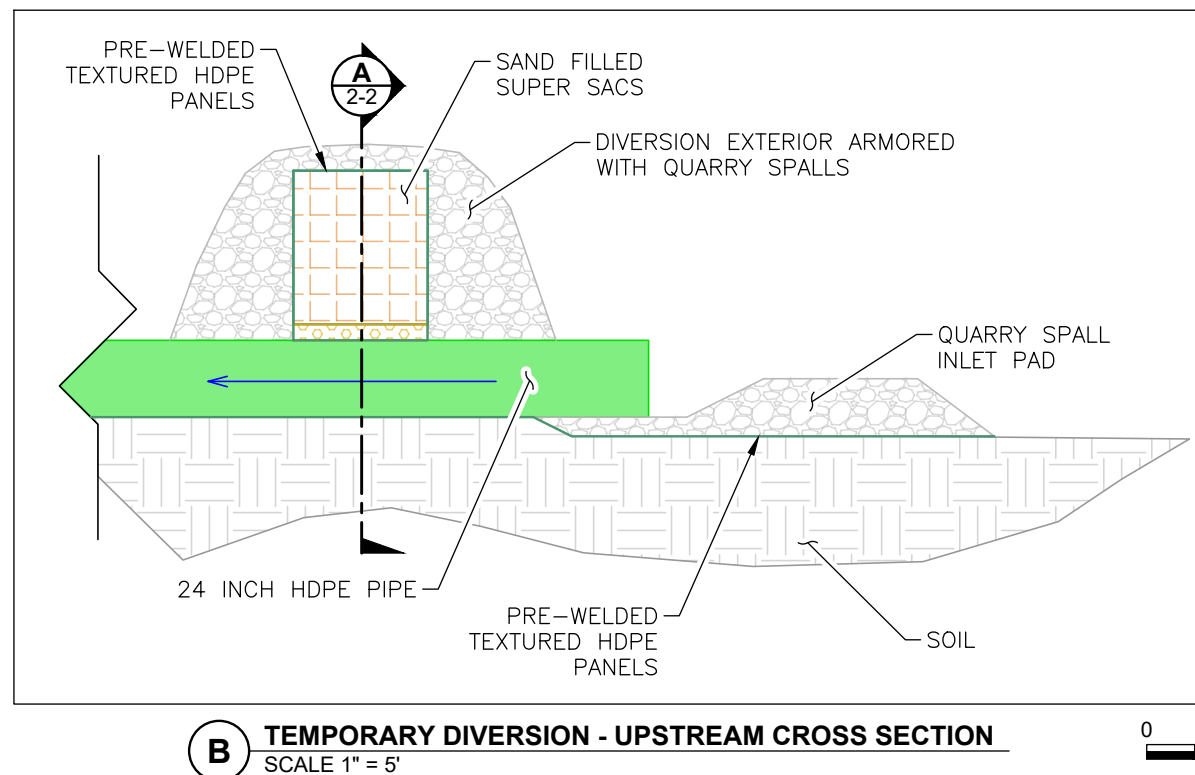 PRE-WELDED
TEXTURED HDPE
PANELS
A
2-2
SAND FILLED
SUPER SACS
DIVERSION EXTERIOR ARMORED
WITH QUARRY SPALLS
QUARRY SPALL
INLET PAD
24 INCH HDPE PIPE
PRE-WELDED
TEXTURED HDPE
PANELS
SOIL
B
TEMPORARY DIVERSION - UPSTREAM CROSS SECTION
SCALE 1" = 5'
0